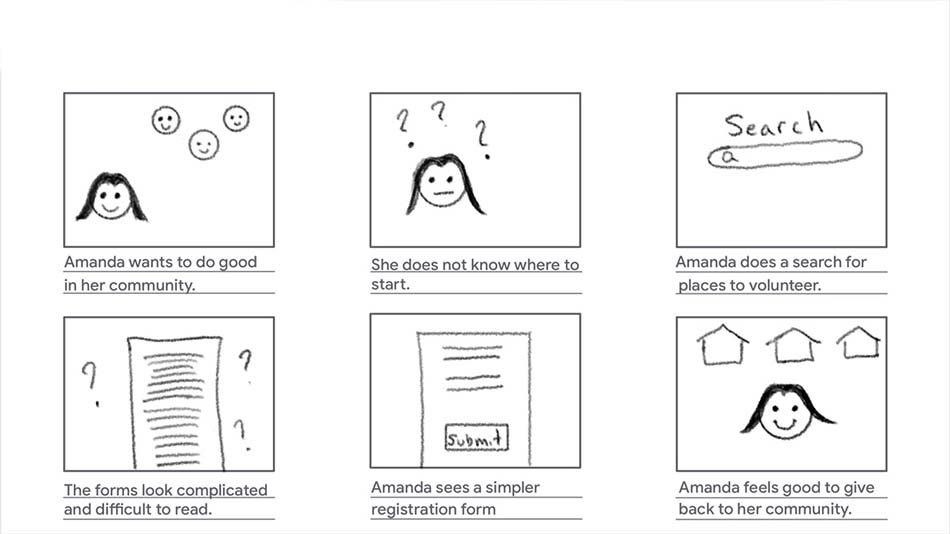 ? ? ?
Search
a
Amanda wants to do good
in her community.
She does not know where to
start.
Amanda does a search for
places to volunteer.
? ? ?
Submit
The forms look complicated
and difficult to read.
Amanda sees a simpler
registration form
Amanda feels good to give
back to her community.